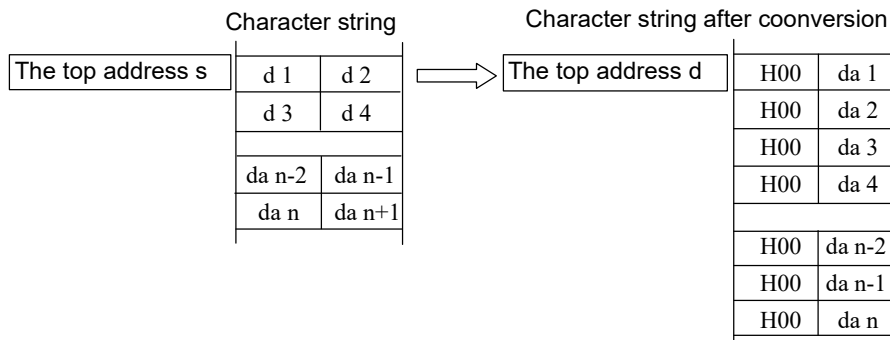 Character string
Character string after coonversion
The top address s
d 1 d 2
The top address d
H00 da 1
d 3 d 4
H00 da 2
H00 da 3
da n-2 da n-1
H00 da 4
da n da n+1
H00 da n-2
H00 da n-1
H00 da n